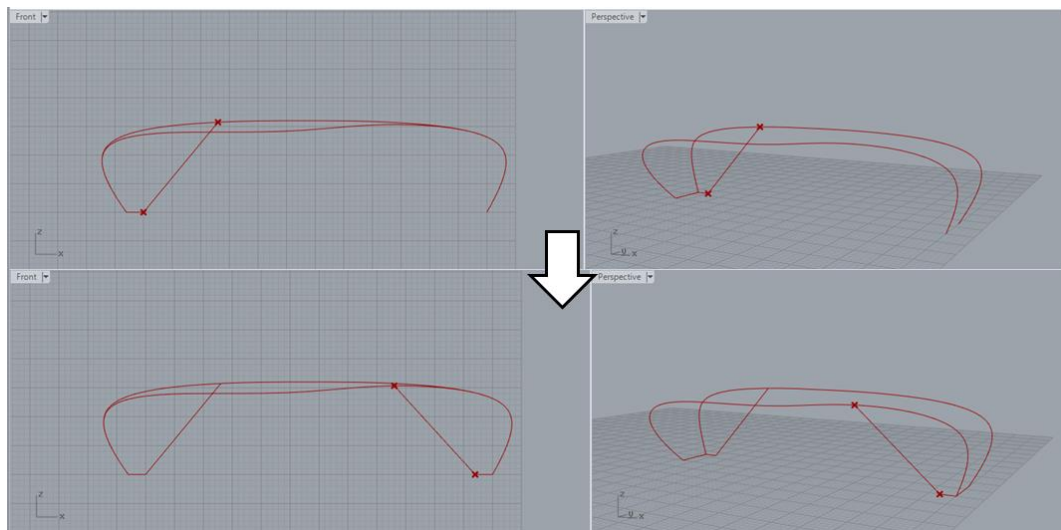 Front
Perspective
z
x
z
y x
Front
Perspective
z
x
z
y x